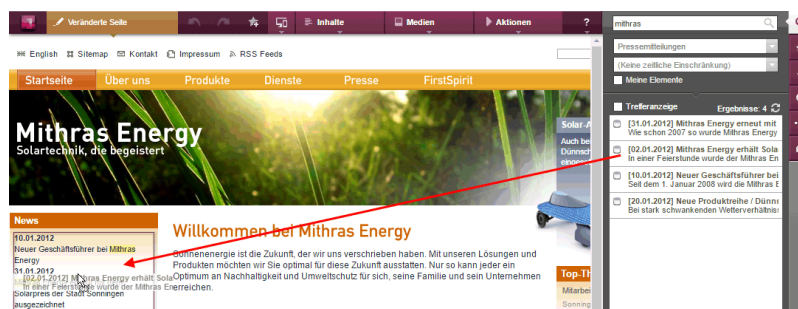 Veränderte Seite
Inhalte
Medien
Aktionen
?
mithras
English
Sitemap
Kontakt
Impressum
RSS Feeds
Pressemitteilungen
(Keine zeitliche Einschränkung)
Meine Elemente
Startseite
Über uns
Produkte
Dienste
Presse
FirstSpirit
Trefferanzeige
Ergebnisse: 4
Mithras Energy
Solartechnik, die begeistert
Solar-A
Auch be
Dünnsch
[31.01.2012] Mithras Energy erneut mit
Wie schon 2007 so wurde Mithras Energy
[02.01.2012] Mithras Energy erhält Sola
In einer Feierstunde wurde der Mithras En
[10.01.2012] Neuer Geschäftsführer bei
Seit dem 1. Januar 2008 wird die Mithras E
[20.01.2012] Neue Produktreihe / Dünns
Bei stark schwankenden Wetterverhältnis
News
10.01.2012
Neuer Geschäftsführer bei Mithras
Energy
31.01.2012
[02.01.2012] Mithras Energy erhält Sola
In einer Feierstunde wurde der Mithras En
Solarpreis der Stadt Sonningen
ausgezeichnet
Willkommen bei Mithras Energy
Sonnenenergie ist die Zukunft, der wir uns verschrieben haben. Mit unseren Lösungen und
Produkten möchten wir Sie optimal für diese Zukunft ausstatten. Nur so kann jeder ein
Optimum an Nachhaltigkeit und Umweltschutz für sich, seine Familie und sein Unternehmen
erreichen.
Top-Th
Mitarbei
Sonning